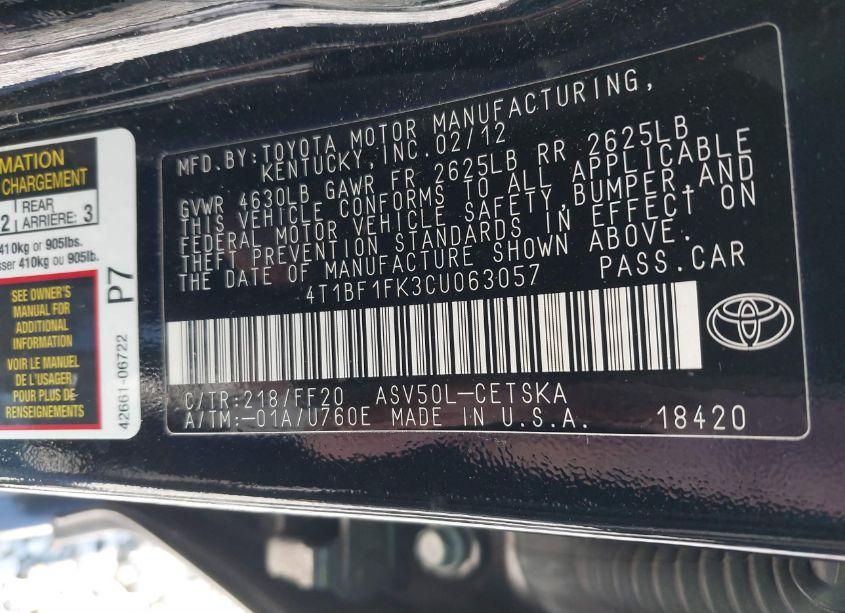 MATION
CHARGEMENT
2 REAR ARRIERE: 3
410kg or 905lbs.
sser 410 kg ou 905lb.
SEE OWNER'S
MANUAL FOR
ADDITIONAL
INFORMATION
VOIR LE MANUEL
DE L'USAGER
POUR PLUS DE
RENSEIGNEMENTS
P7
42661-06722
MFD.BY:TOYOTA MOTOR MANUFACTURING,
KENTUCKY,INC.02/12
GVWR 4630LB GAWR FR 2625LB RR 2625LB
THIS VEHICLE CONFORMS TO ALL APPLICABLE
FEDERAL MOTOR VEHICLE SAFETY,BUMPER,AND
THEFT PREVENTION STANDARDS IN EFFECT ON
THE DATE OF MANUFACTURE SHOWN ABOVE.
4T1BF1FK3CU063057 PASS.CAR
C/TR:218/FF20 ASV50L-CETSKA
A/TM:-01A/U760E MADE IN U.S.A. 18420